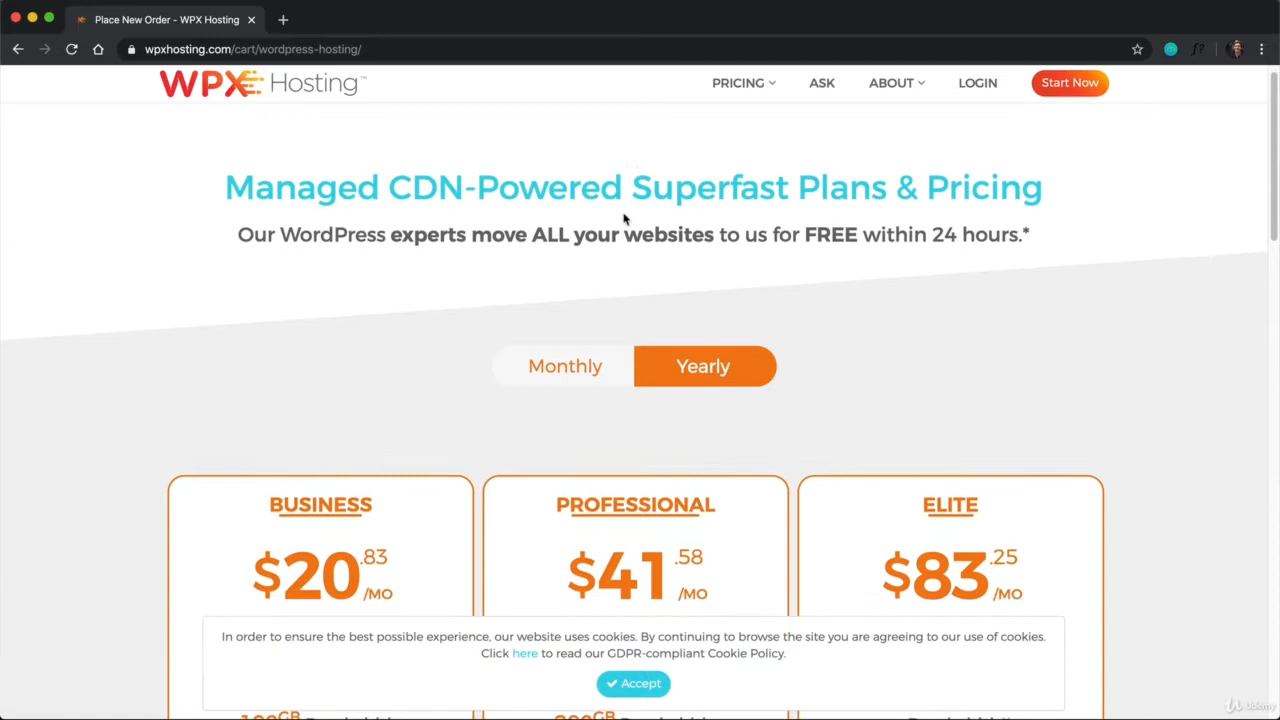 Place New Order - WPX Hosting
wpxhosting.com/cart/wordpress-hosting/
f?
WPX Hosting™
PRICING ASK ABOUT LOGIN Start Now
Managed CDN-Powered Superfast Plans & Pricing
Our WordPress experts move ALL your websites to us for FREE within 24 hours.*
Monthly Yearly
BUSINESS PROFESSIONAL ELITE
$20.83/MO $41.58/MO $83.25/MO
In order to ensure the best possible experience, our website uses cookies. By continuing to browse the site you are agreeing to our use of cookies.
Click here to read our GDPR-compliant Cookie Policy.
Accept
Udemy